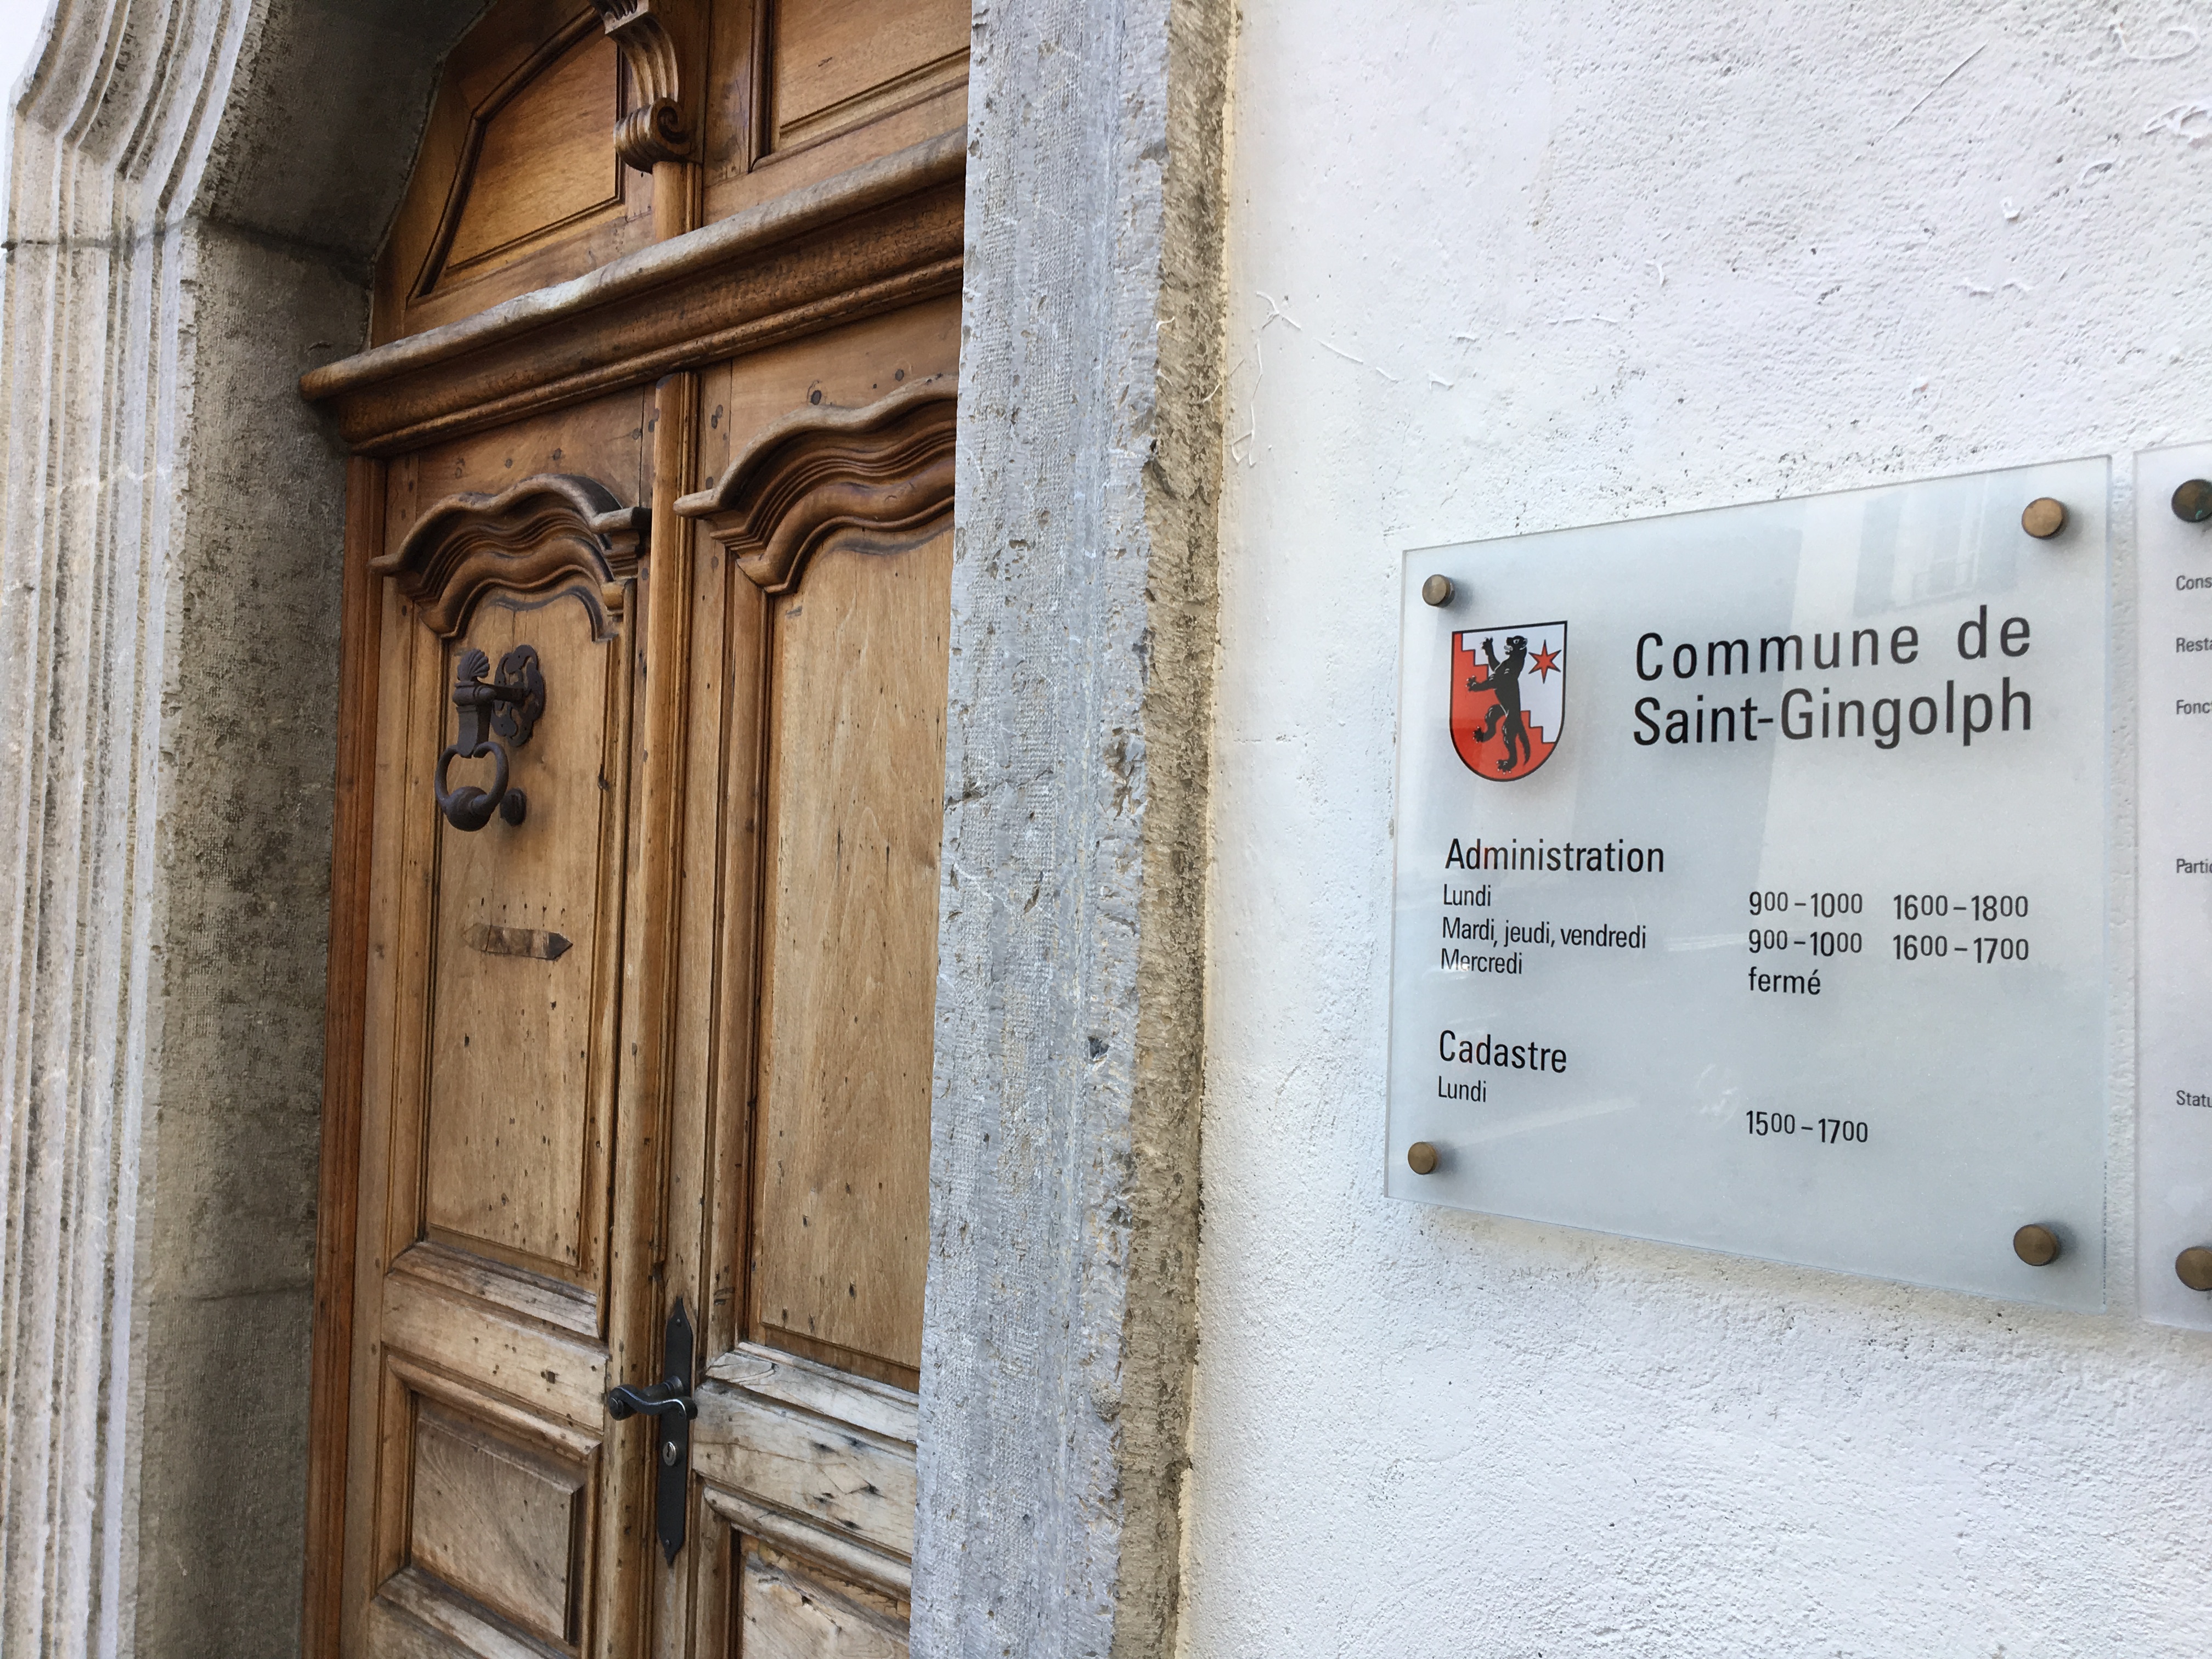 Commune de
Saint-Gingolph
Administration
Lundi 900 – 1000 1600 – 1800
Mardi, jeudi, vendredi 900 – 1000 1600 – 1700
Mercredi fermé
Cadastre
Lundi
1500 – 1700